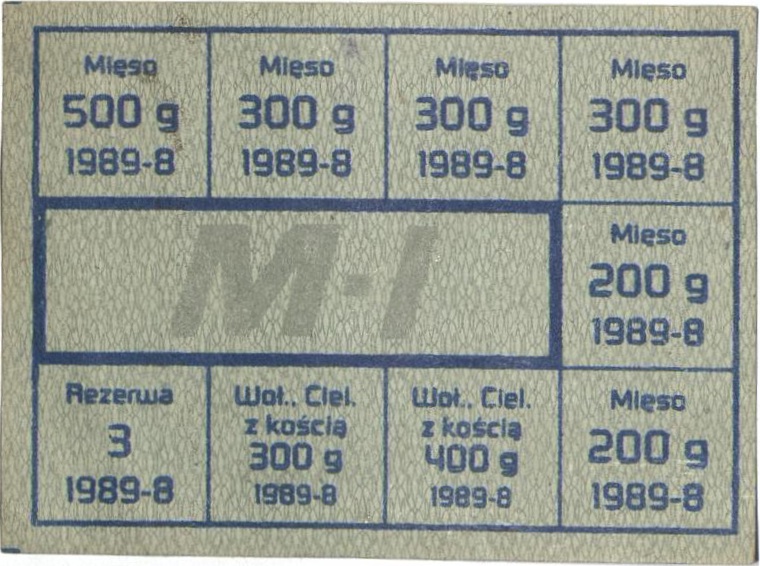 Mięso
500 g
1989-8
Mięso
300 g
1989-8
Mięso
300 g
1989-8
Mięso
300 g
1989-8
M-I
Mięso
200 g
1989-8
Rezerwa
3
1989-8
Woł.. Ciel.
z kością
300 g
1989-8
Woł.. Ciel.
z kością
400 g
1989-8
Mięso
200 g
1989-8